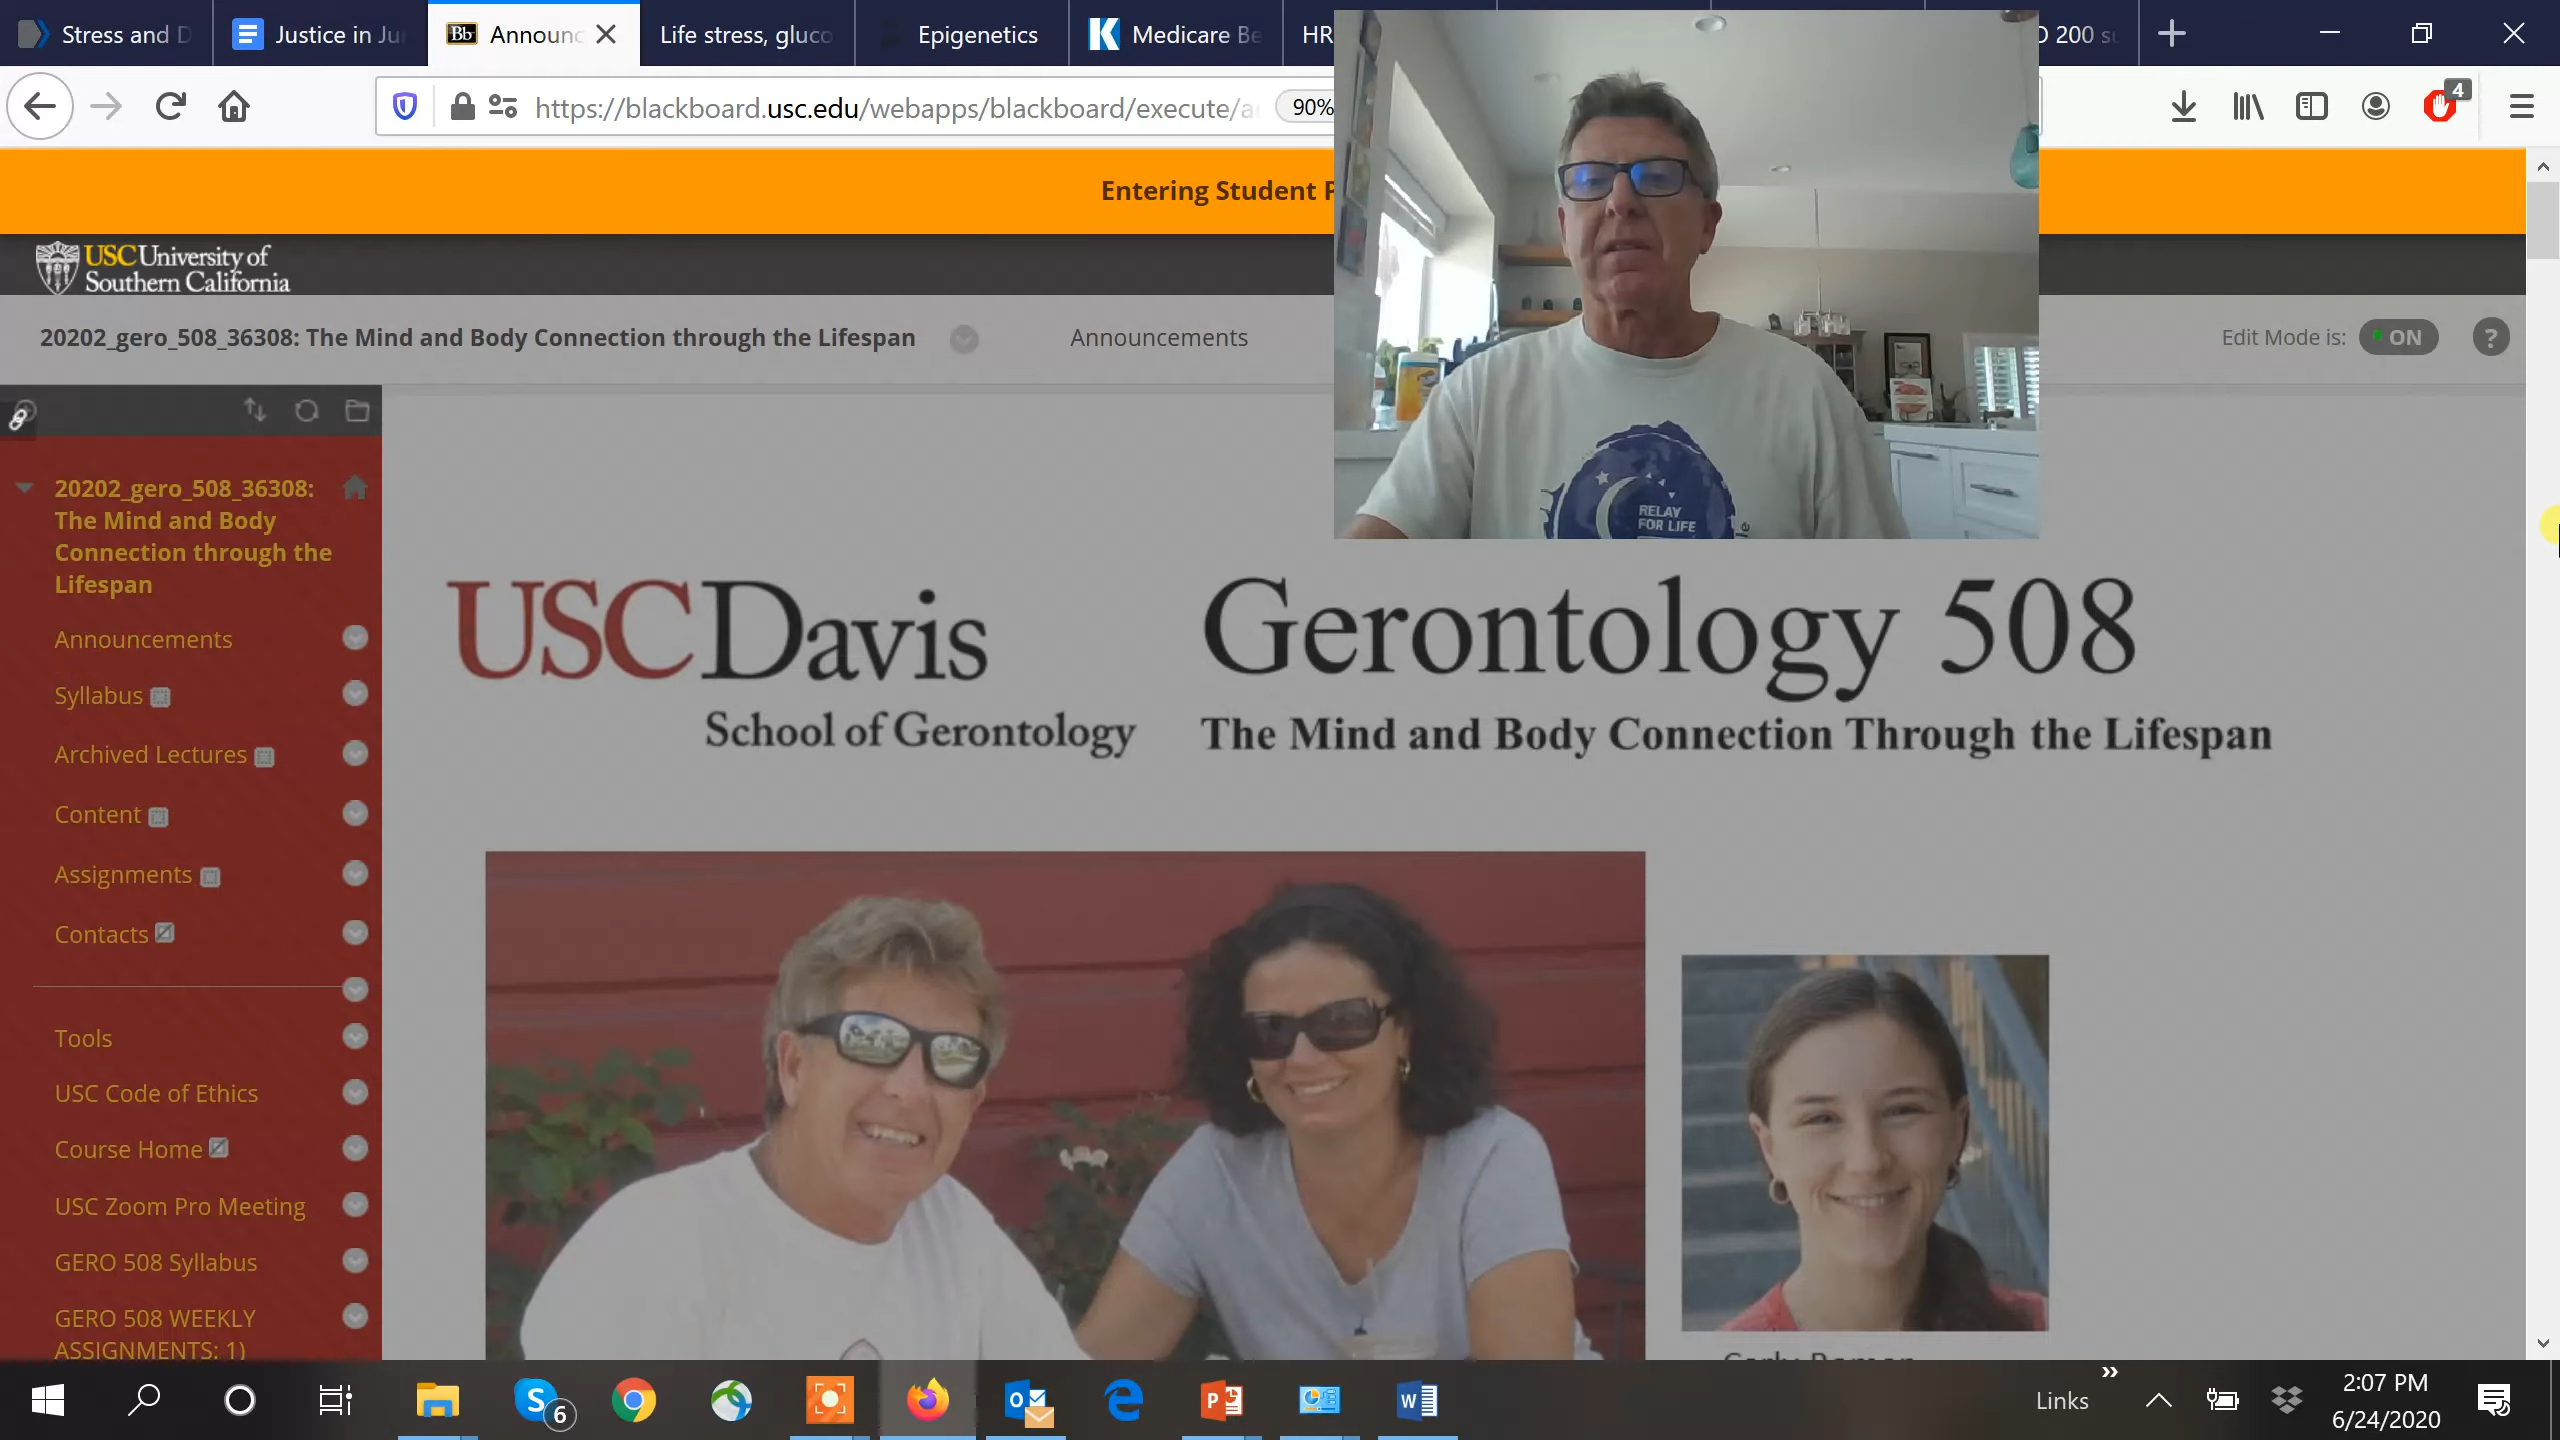 Stress and D
Justice in Ju
Bb Announc
Life stress, gluco
Epigenetics
K Medicare Be
HR
D 200 s
https://blackboard.usc.edu/webapps/blackboard/execute/a
90%
4
Entering Student P
USC University of
Southern California
20202_gero_508_36308: The Mind and Body Connection through the Lifespan
Announcements
Edit Mode is:
ON
?
20202_gero_508_36308:
The Mind and Body
Connection through the
Lifespan
Announcements
Syllabus
Archived Lectures
Content
Assignments
Contacts
Tools
USC Code of Ethics
Course Home
USC Zoom Pro Meeting
GERO 508 Syllabus
GERO 508 WEEKLY
ASSIGNMENTS: 1)
RELAY
FOR LIFE
USC Davis
School of Gerontology
Gerontology 508
The Mind and Body Connection Through the Lifespan
S
6
Links
2:07 PM
6/24/2020